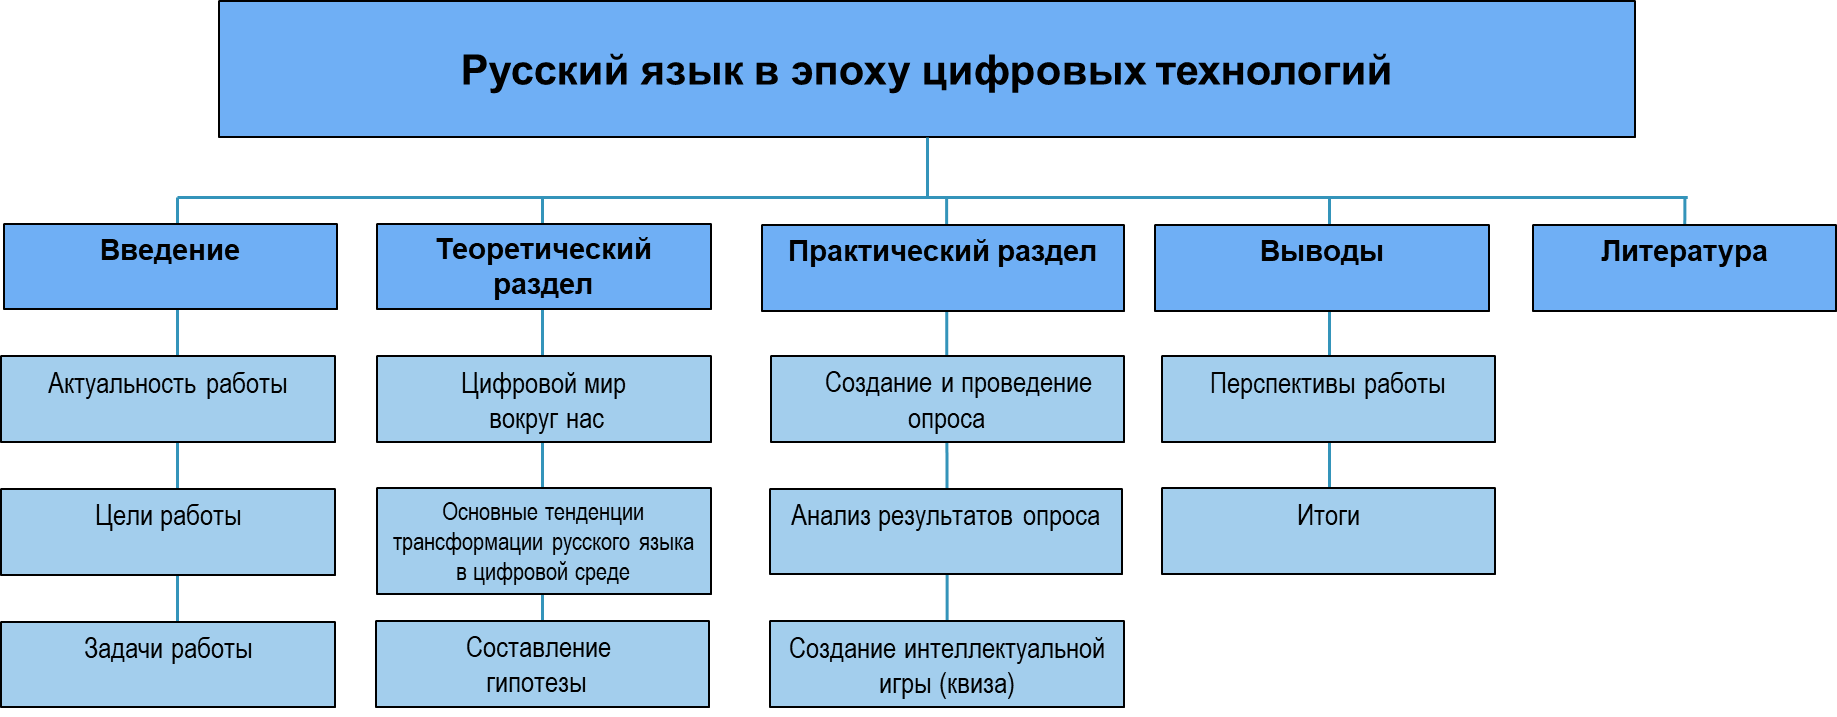 Русский язык в эпоху цифровых технологий
Введение
Теоретический
раздел
Практический раздел
Выводы
Литература
Актуальность работы
Цифровой мир
вокруг нас
Создание и проведение
опроса
Перспективы работы
Цели работы
Основные тенденции
трансформации русского языка
в цифровой среде
Анализ результатов опроса
Итоги
Задачи работы
Составление
гипотезы
Создание интеллектуальной
игры (квиза)